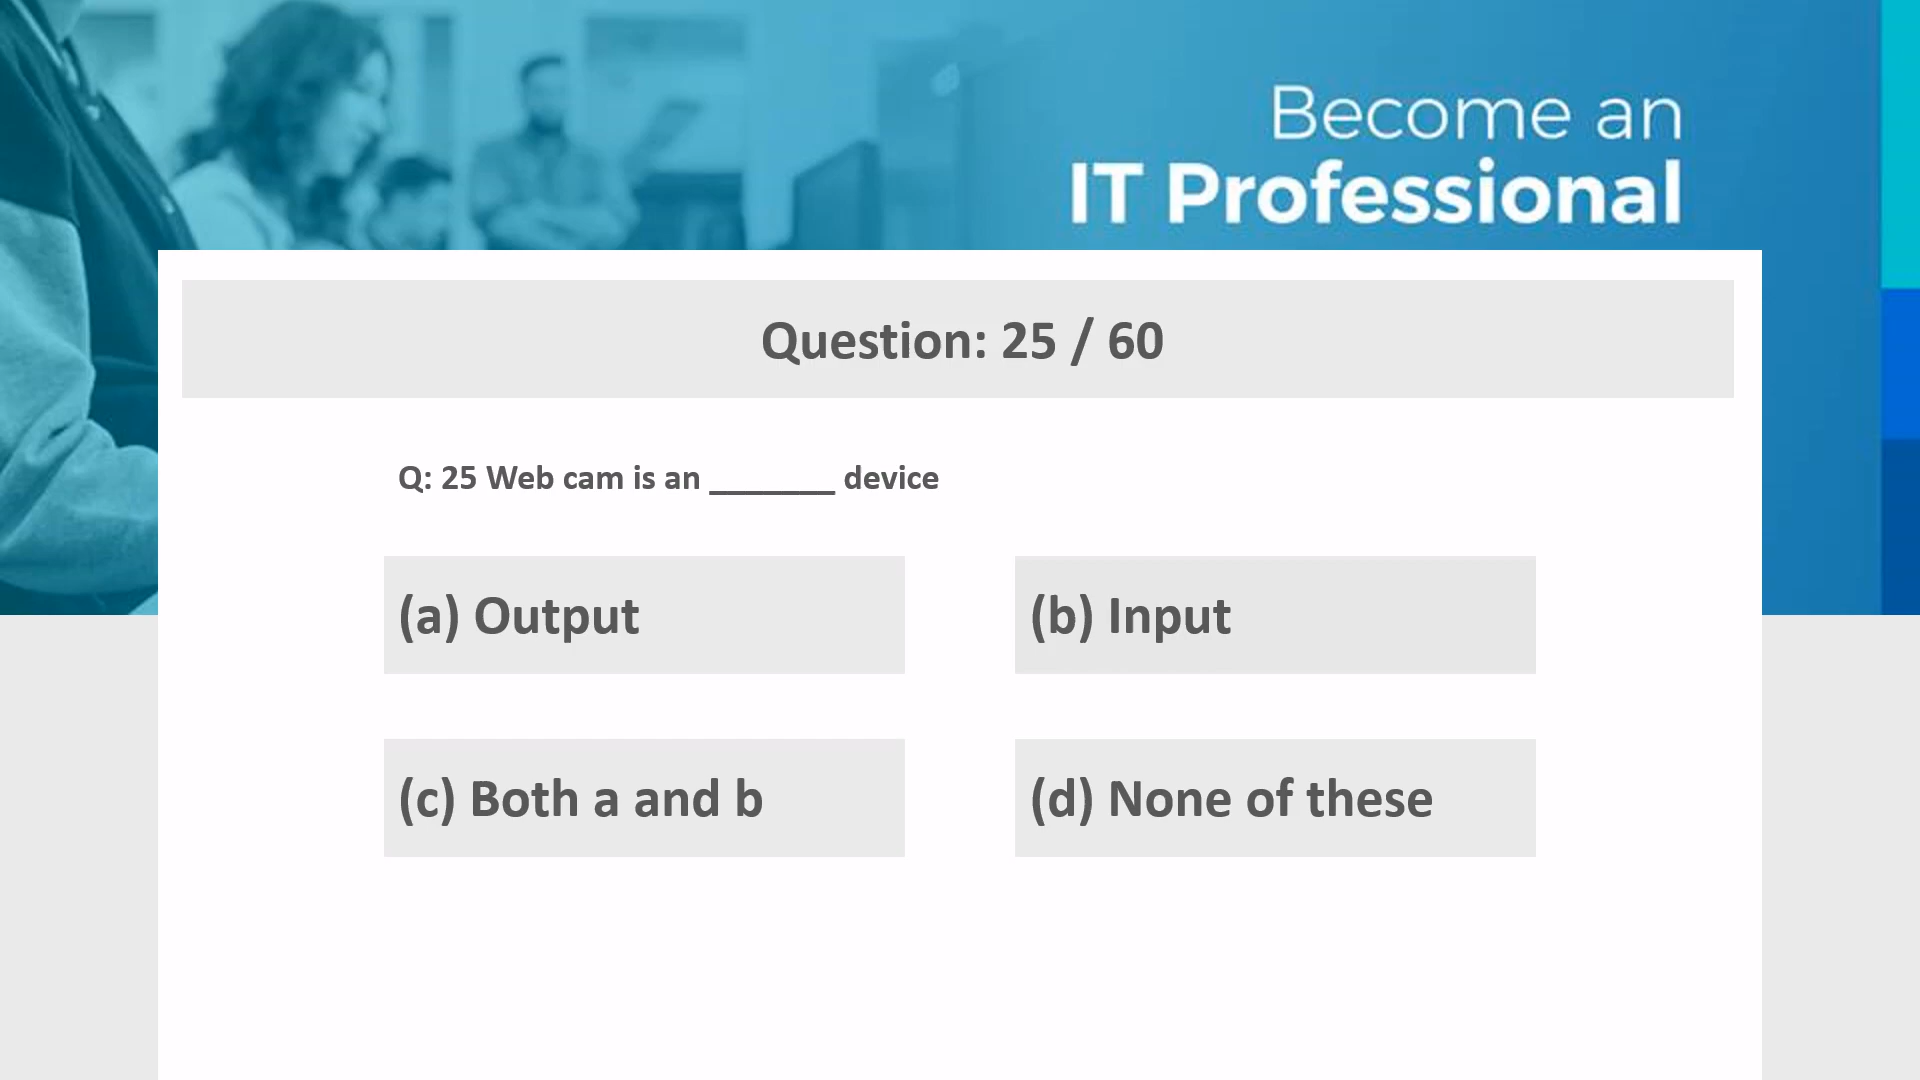 Become an
IT Professional
Question: 25 / 60
Q: 25 Web cam is an _______ device
(a) Output
(b) Input
(c) Both a and b
(d) None of these